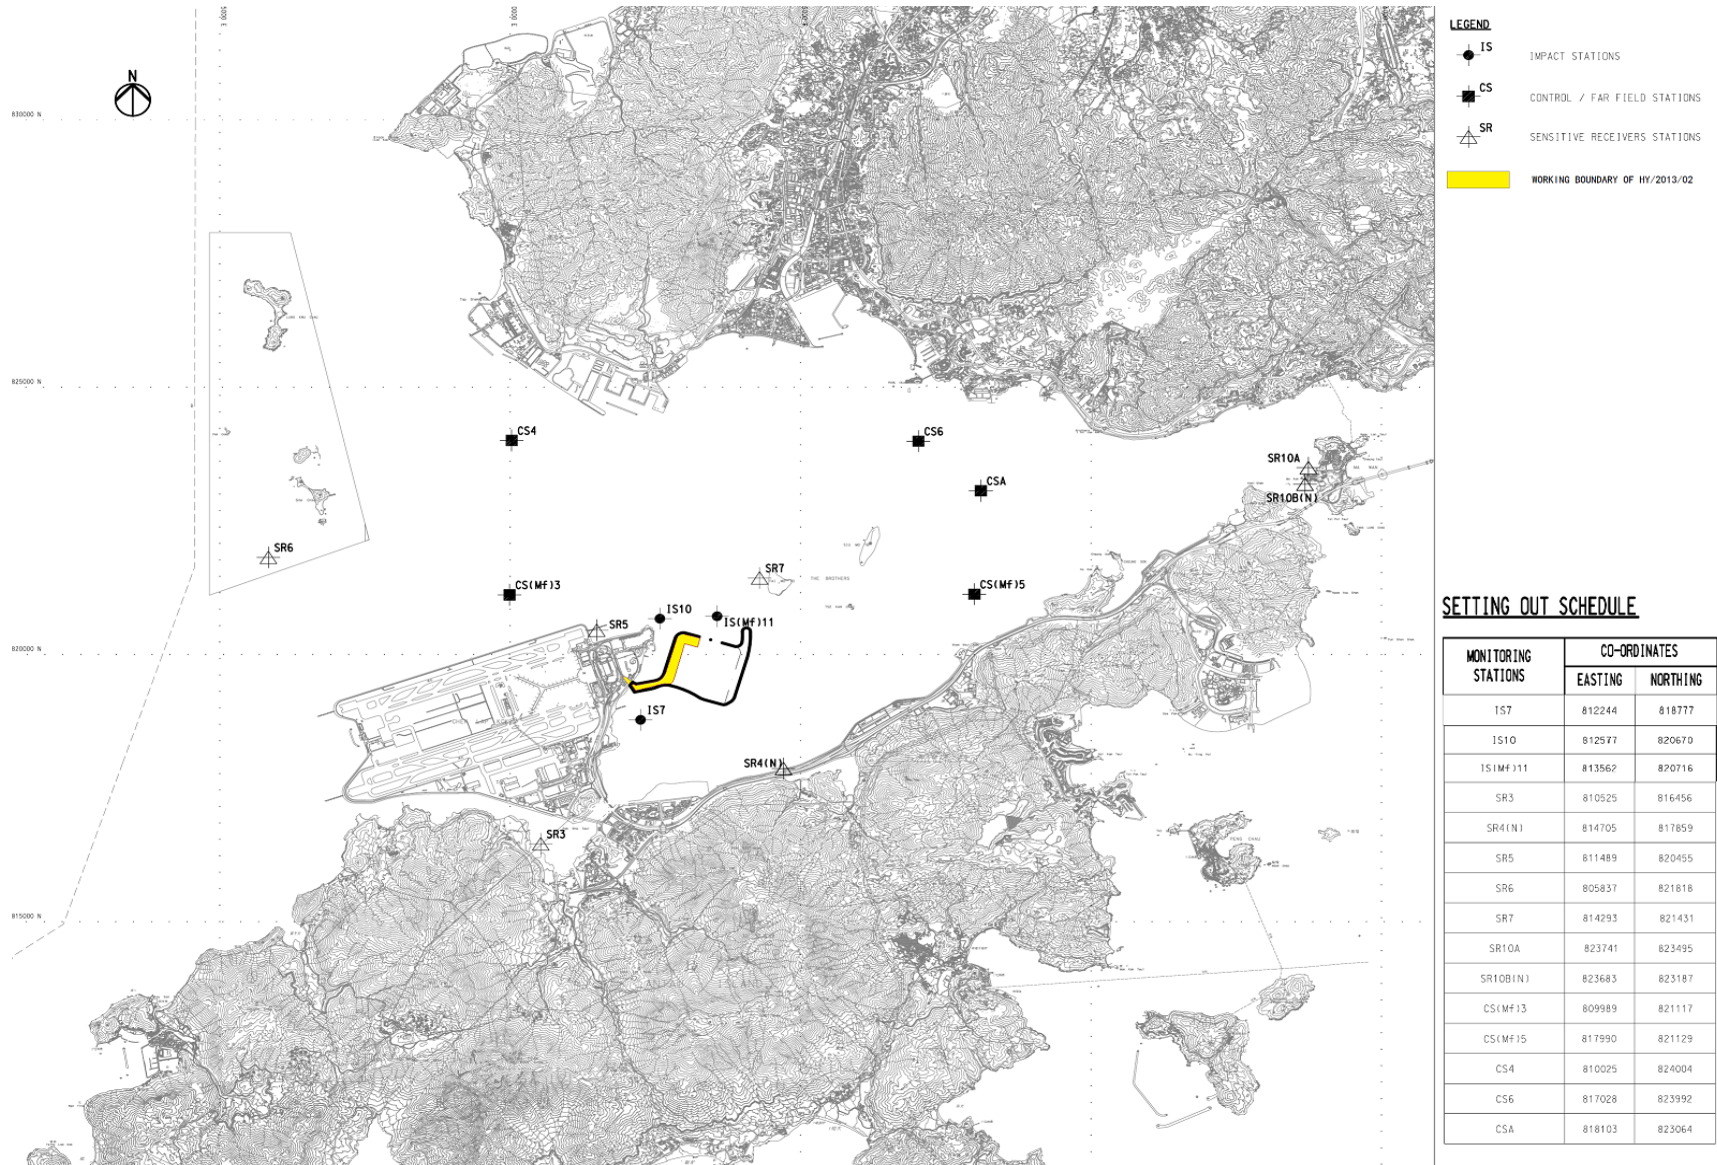 N
830000 N
825000 N
820000 N
815000 N
CS4
CS6
CSA
SR10A
SR10B(N)
SR6
CS(Mf)3
SR7
THE BROTHERS
CS(Mf)5
IS10
IS(Mf)11
SR5
IS7
SR4(N)
SR3
PENG CHAU
ISLAND
LEGEND
IS IMPACT STATIONS
CS CONTROL / FAR FIELD STATIONS
SR SENSITIVE RECEIVERS STATIONS
WORKING BOUNDARY OF HY/2013/02
SETTING OUT SCHEDULE
MONITORING STATIONS CO-ORDINATES
EASTING NORTHING
IS7 812244 818777
IS10 812577 820670
IS(Mf)11 813562 820716
SR3 810525 816456
SR4(N) 814705 817859
SR5 811489 820455
SR6 805837 821818
SR7 814293 821431
SR10A 823741 823495
SR10B(N) 823683 823187
CS(Mf)3 809989 821117
CS(Mf)5 817990 821129
CS4 810025 824004
CS6 817028 823992
CSA 818103 823064